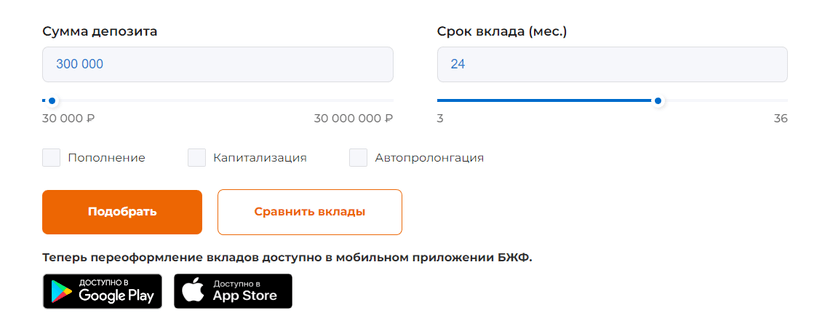 Сумма депозита
Срок вклада (мес.)
300 000
24
30 000 ₽
30 000 000 ₽
3
36
Пополнение
Капитализация
Автопролонгация
Подобрать
Сравнить вклады
Теперь переоформление вкладов доступно в мобильном приложении БЖФ.
ДОСТУПНО В
Google Play
Доступно в
App Store